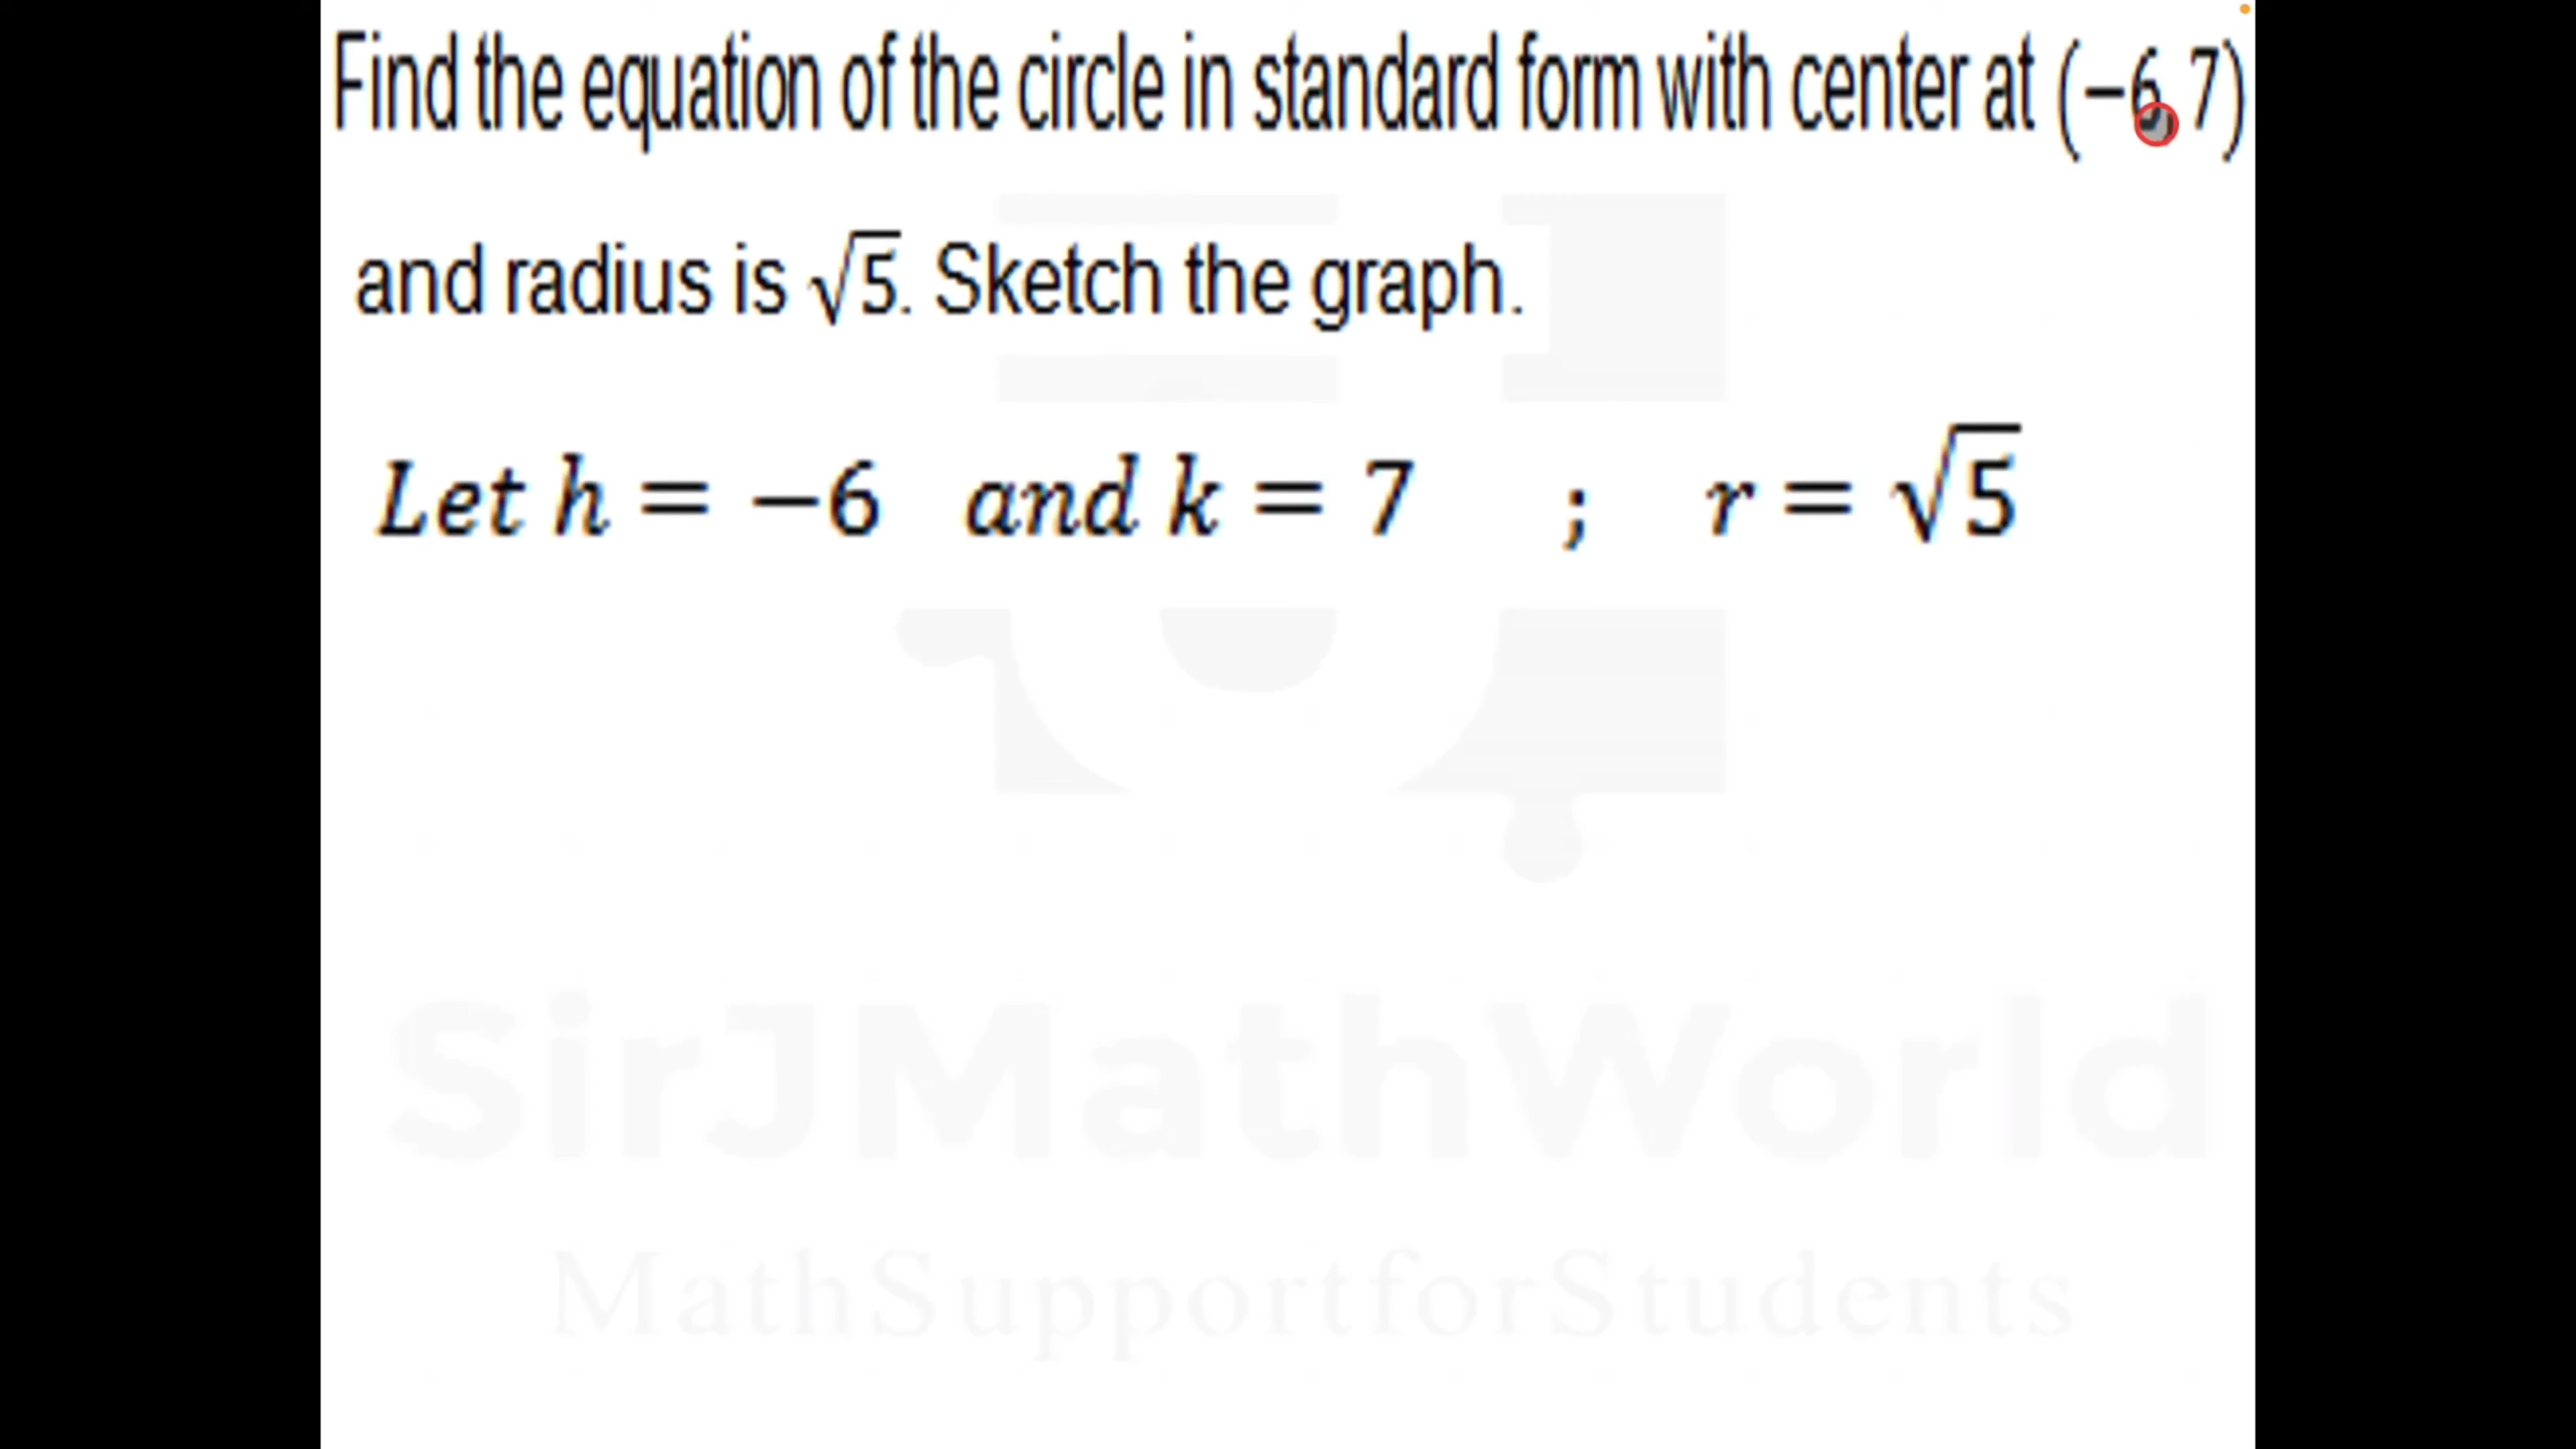 Find the equation of the circle in standard form with center at (−6, 7)
and radius is √5. Sketch the graph.
Let h = −6 and k = 7 ; r = √5
SirJMathWorld
MathSupportforStudents